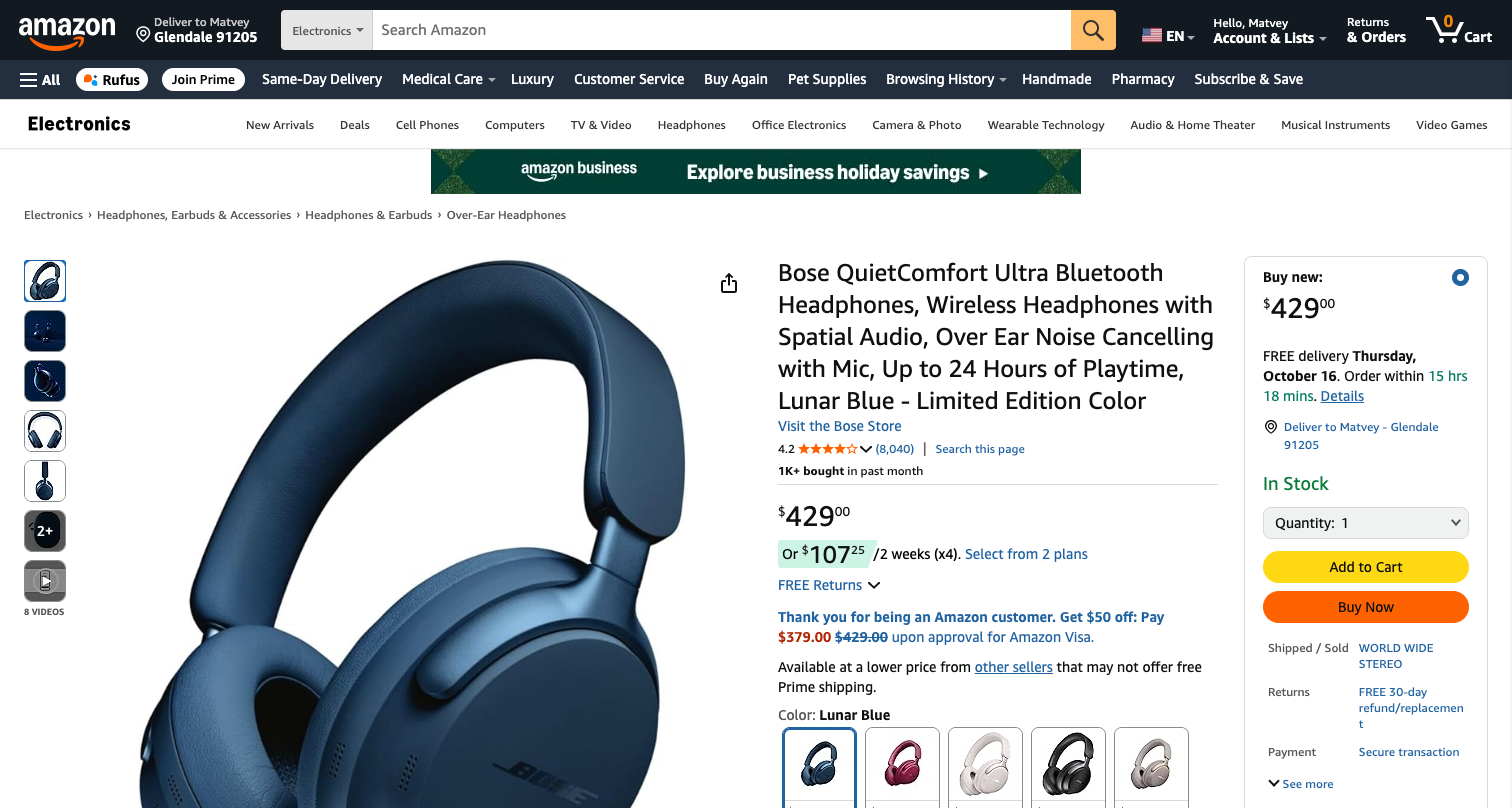 amazon
Deliver to Matvey
Glendale 91205
Electronics
Search Amazon
EN
Hello, Matvey
Account & Lists
Returns
& Orders
0
Cart
All
Rufus
Join Prime
Same-Day Delivery
Medical Care
Luxury
Customer Service
Buy Again
Pet Supplies
Browsing History
Handmade
Pharmacy
Subscribe & Save
Electronics
New Arrivals
Deals
Cell Phones
Computers
TV & Video
Headphones
Office Electronics
Camera & Photo
Wearable Technology
Audio & Home Theater
Musical Instruments
Video Games
amazon business
Explore business holiday savings ▸
Electronics › Headphones, Earbuds & Accessories › Headphones & Earbuds › Over-Ear Headphones
2+
8 VIDEOS
BOSE
Bose QuietComfort Ultra Bluetooth
Headphones, Wireless Headphones with
Spatial Audio, Over Ear Noise Cancelling
with Mic, Up to 24 Hours of Playtime,
Lunar Blue - Limited Edition Color
Visit the Bose Store
4.2 (8,040) | Search this page
1K+ bought in past month
$429 00
Or $107 25 /2 weeks (x4). Select from 2 plans
FREE Returns
Thank you for being an Amazon customer. Get $50 off: Pay
$379.00 $429.00 upon approval for Amazon Visa.
Available at a lower price from other sellers that may not offer free
Prime shipping.
Color: Lunar Blue
Buy new:
$429 00
FREE delivery Thursday,
October 16. Order within 15 hrs
18 mins. Details
Deliver to Matvey - Glendale
91205
In Stock
Quantity: 1
Add to Cart
Buy Now
Shipped / Sold WORLD WIDE
STEREO
Returns FREE 30-day
refund/replacemen
t
Payment Secure transaction
See more